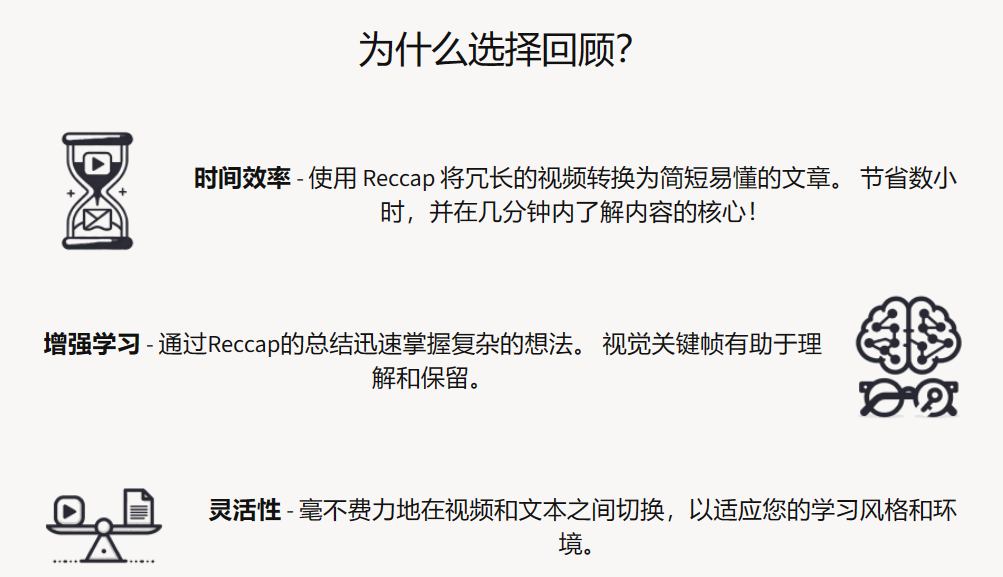 为什么选择回顾？
时间效率 - 使用 Reccap 将冗长的视频转换为简短易懂的文章。 节省数小
时，并在几分钟内了解内容的核心！
增强学习 - 通过Reccap的总结迅速掌握复杂的想法。 视觉关键帧有助于理
解和保留。
灵活性 - 毫不费力地在视频和文本之间切换，以适应您的学习风格和环
境。